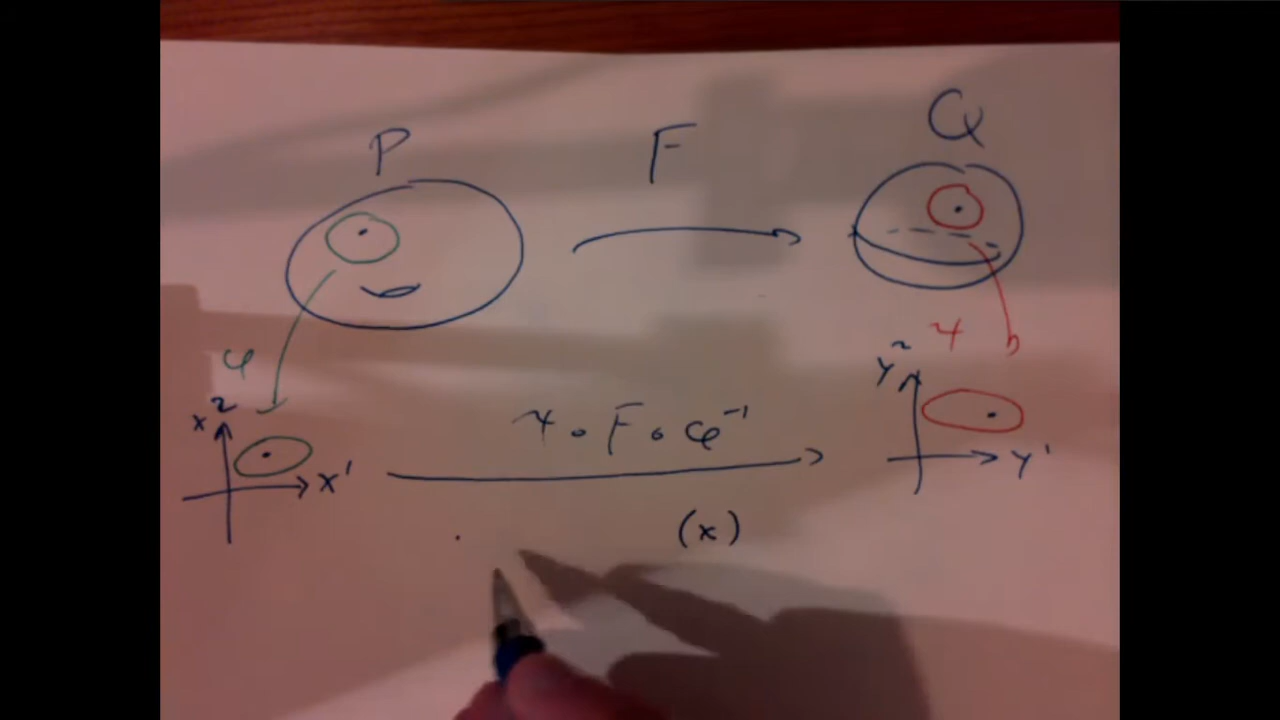 P F Q
φ ψ
x² y²
ψ ∘ F ∘ φ⁻¹
x¹ y¹
(x)